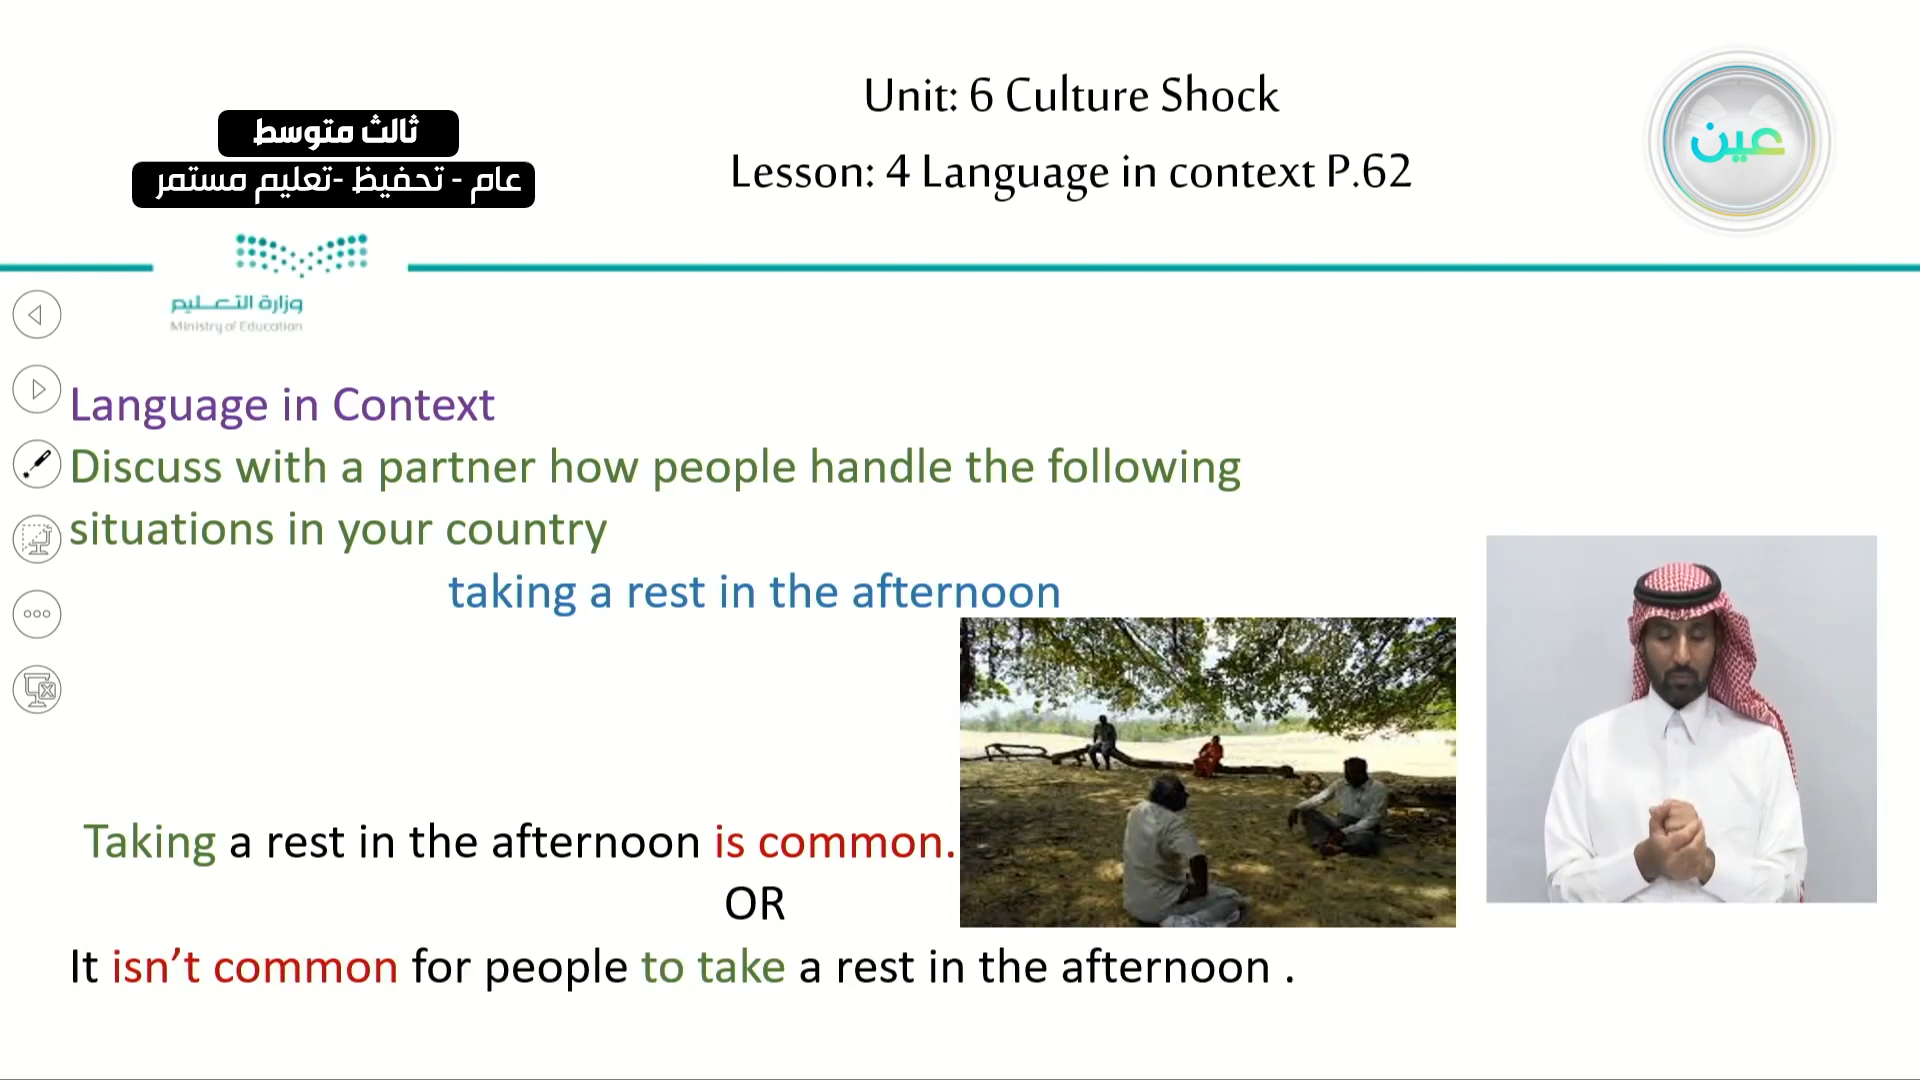 Unit: 6 Culture Shock
Lesson: 4 Language in context P.62
ثالث متوسط
عام - تحفيظ -تعليم مستمر
عين
وزارة التعليم
Ministry of Education
Language in Context
Discuss with a partner how people handle the following
situations in your country
taking a rest in the afternoon
Taking a rest in the afternoon is common.
OR
It isn’t common for people to take a rest in the afternoon .